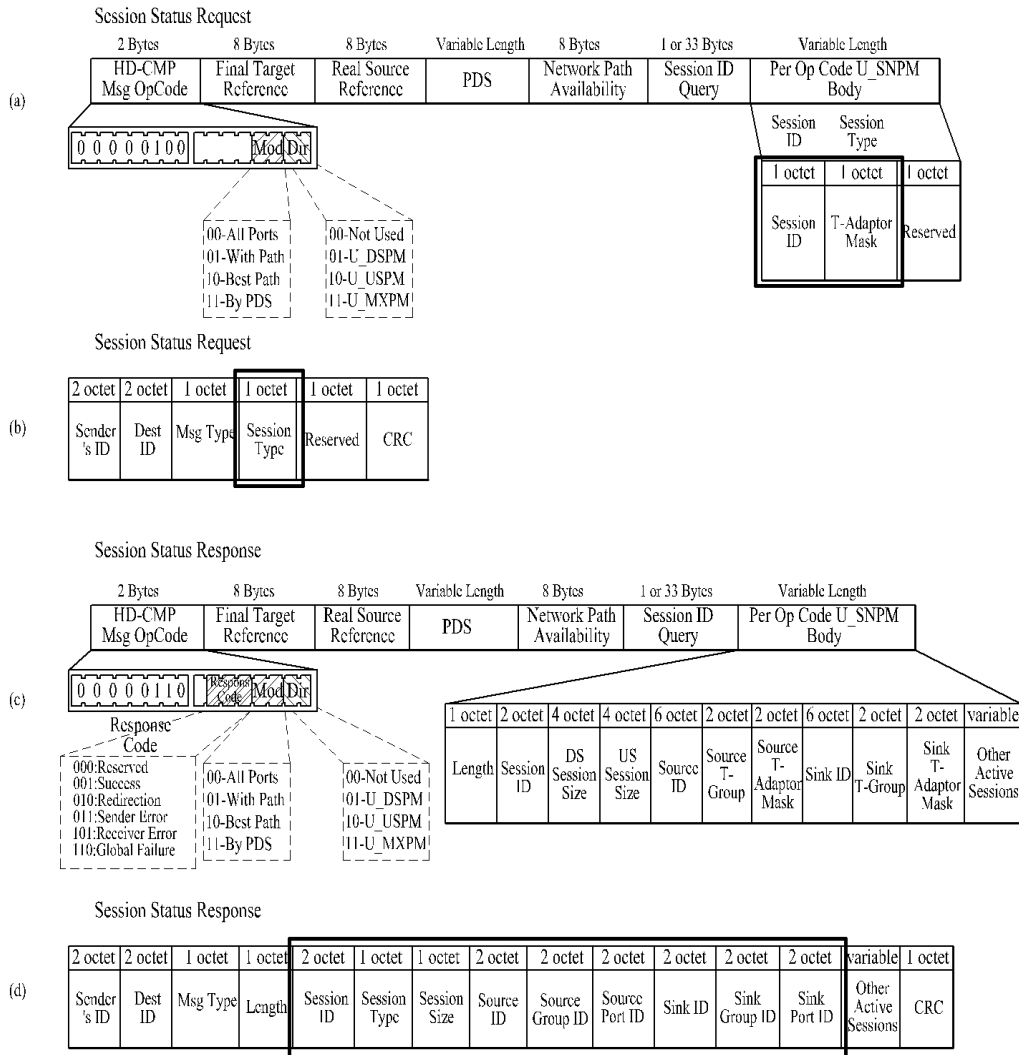 Session Status Request
2 Bytes 8 Bytes 8 Bytes Variable Length 8 Bytes 1 or 33 Bytes Variable Length
HD-CMP Msg OpCode Final Target Reference Real Source Reference PDS Network Path Availability Session ID Query Per Op Code U_SNPM Body
(a)
0 0 0 0 0 1 0 0 Mod Dir
00-All Ports
01-With Path
10-Best Path
11-By PDS
00-Not Used
01-U_DSPM
10-U_USPM
11-U_MXPM
Session ID Session Type
1 octet 1 octet 1 octet
Session ID T-Adaptor Mask Reserved
Session Status Request
(b)
2 octet 2 octet 1 octet 1 octet 1 octet 1 octet
Sender 's ID Dest ID Msg Type Session Type Reserved CRC
Session Status Response
2 Bytes 8 Bytes 8 Bytes Variable Length 8 Bytes 1 or 33 Bytes Variable Length
HD-CMP Msg OpCode Final Target Reference Real Source Reference PDS Network Path Availability Session ID Query Per Op Code U_SNPM Body
(c)
0 0 0 0 0 1 1 0 Respons Code Mod Dir
Response Code
000:Reserved
001:Success
010:Redirection
011:Sender Error
101:Receiver Error
110:Global Failure
00-All Ports
01-With Path
10-Best Path
11-By PDS
00-Not Used
01-U_DSPM
10-U_USPM
11-U_MXPM
1 octet 2 octet 4 octet 4 octet 6 octet 2 octet 2 octet 6 octet 2 octet 2 octet variable
Length Session ID DS Session Size US Session Size Source ID Source T-Group Source T-Adaptor Mask Sink ID Sink T-Group Sink T-Adaptor Mask Other Active Sessions
Session Status Response
(d)
2 octet 2 octet 1 octet 1 octet 2 octet 1 octet 1 octet 2 octet 2 octet 2 octet 2 octet 2 octet 2 octet variable 1 octet
Sender 's ID Dest ID Msg Type Length Session ID Session Type Session Size Source ID Source Group ID Source Port ID Sink ID Sink Group ID Sink Port ID Other Active Sessions CRC